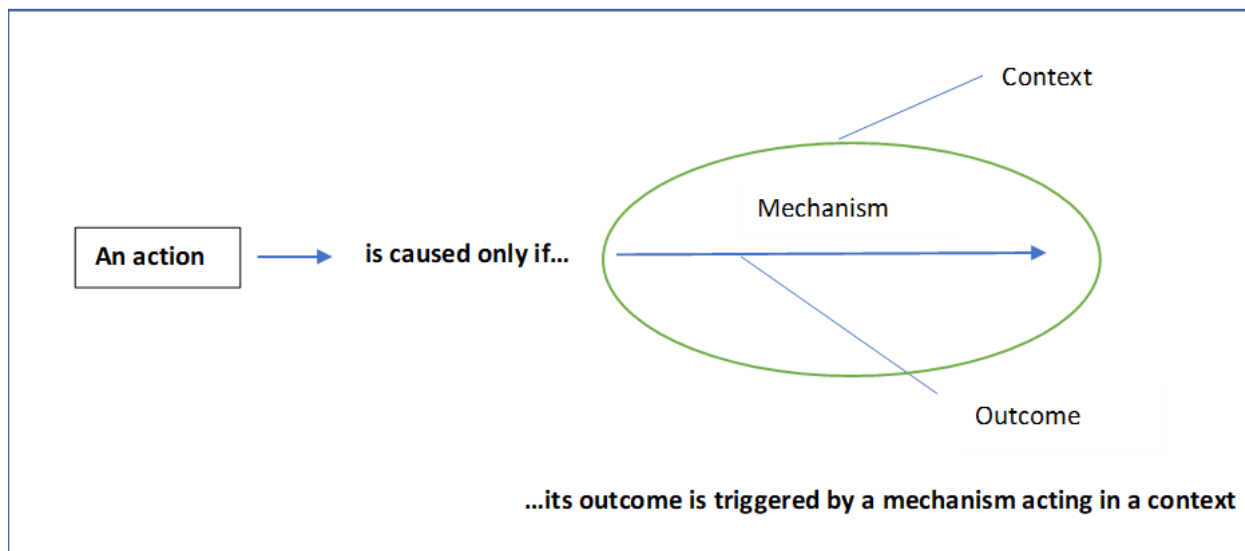 Context
Mechanism
An action
is caused only if…
Outcome
…its outcome is triggered by a mechanism acting in a context